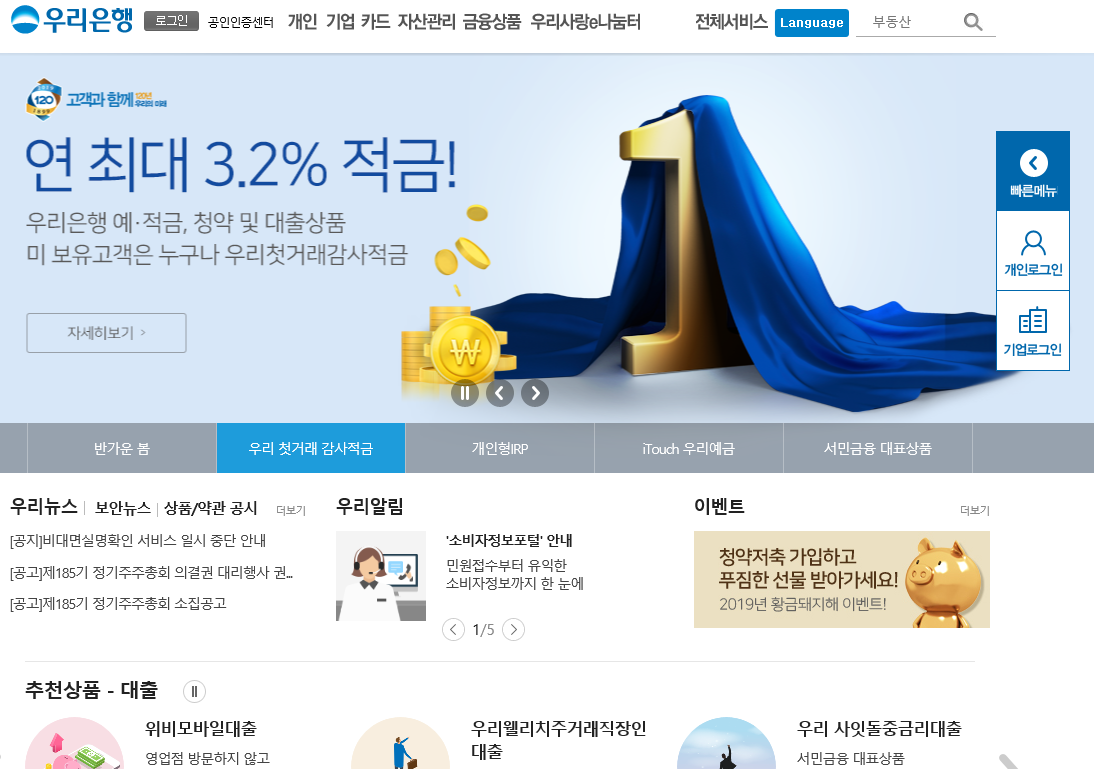 우리은행
로그인
공인인증센터
개인 기업 카드 자산관리 금융상품 우리사랑e나눔터
전체서비스
Language
부동산
120
고객과 함께 120년 우리의 미래
연 최대 3.2% 적금!
우리은행 예·적금, 청약 및 대출상품
미 보유고객은 누구나 우리첫거래감사적금
자세히보기 >
빠른메뉴
개인로그인
기업로그인
반가운 봄
우리 첫거래 감사적금
개인형IRP
iTouch 우리예금
서민금융 대표상품
우리뉴스 보안뉴스 상품/약관 공시 더보기
[공지]비대면실명확인 서비스 일시 중단 안내
[공고]제185기 정기주주총회 의결권 대리행사 권...
[공고]제185기 정기주주총회 소집공고
우리알림
'소비자정보포털' 안내
민원접수부터 유익한
소비자정보까지 한 눈에
1/5
이벤트 더보기
청약저축 가입하고
푸짐한 선물 받아가세요!
2019년 황금돼지해 이벤트!
추천상품 - 대출
위비모바일대출
영업점 방문하지 않고
우리웰리치주거래직장인
대출
우리 사잇돌중금리대출
서민금융 대표상품